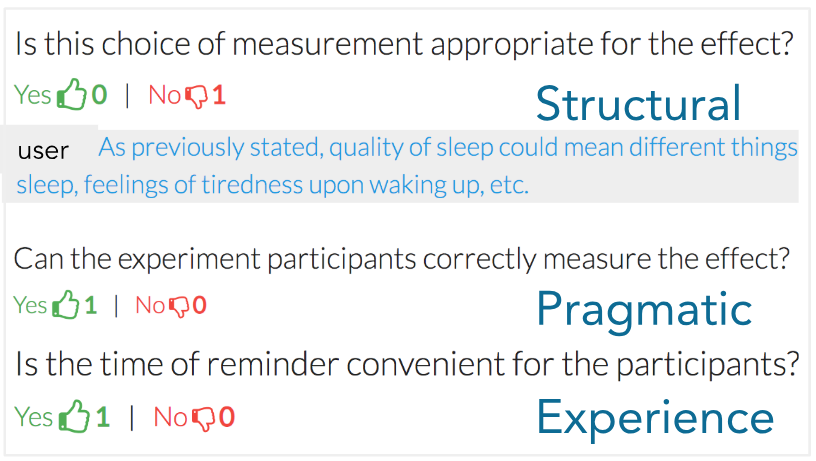 Is this choice of measurement appropriate for the effect?
Yes 0 | No 1
Structural
user As previously stated, quality of sleep could mean different things
sleep, feelings of tiredness upon waking up, etc.
Can the experiment participants correctly measure the effect?
Yes 1 | No 0
Pragmatic
Is the time of reminder convenient for the participants?
Yes 1 | No 0
Experience